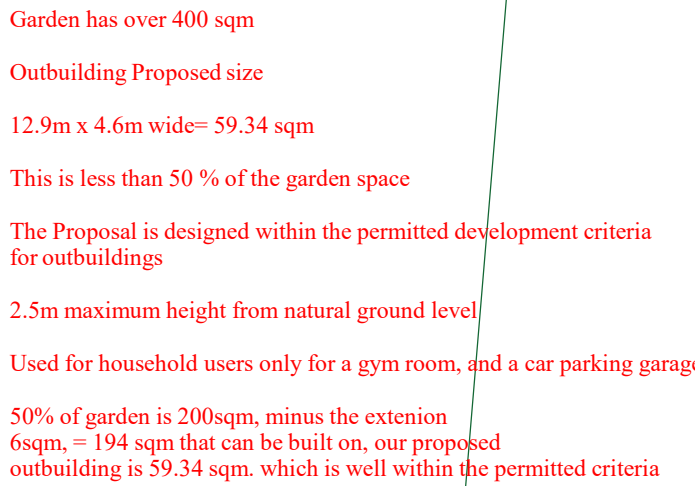 Garden has over 400 sqm
Outbuilding Proposed size
12.9m x 4.6m wide= 59.34 sqm
This is less than 50 % of the garden space
The Proposal is designed within the permitted development criteria
for outbuildings
2.5m maximum height from natural ground level
Used for household users only for a gym room, and a car parking garage
50% of garden is 200sqm, minus the extenion
6sqm, = 194 sqm that can be built on, our proposed
outbuilding is 59.34 sqm. which is well within the permitted criteria